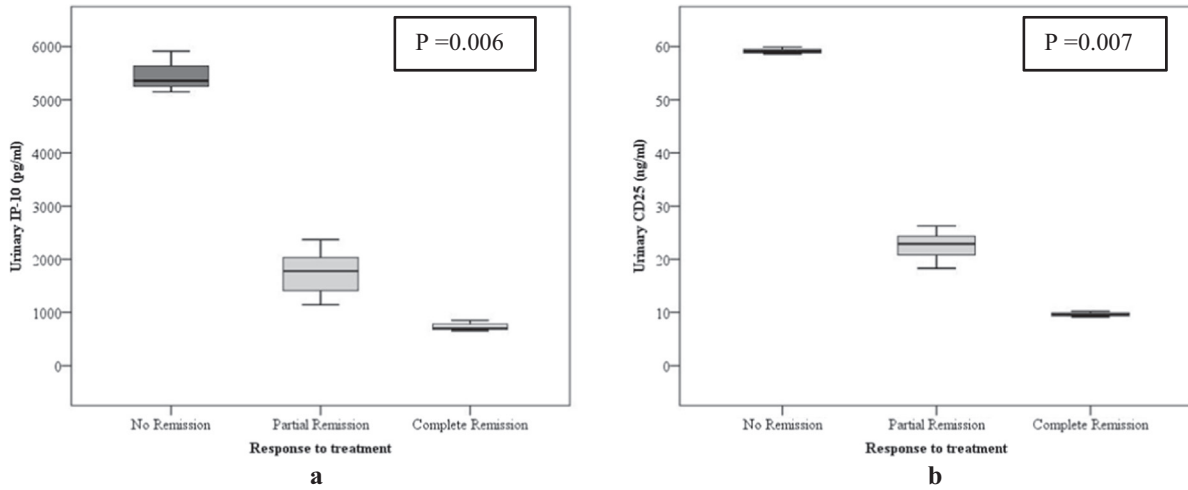 P =0.006
6000
5000
4000
3000
2000
1000
0
Urinary IP-10 (pg/ml)
No Remission Partial Remission Complete Remission
Response to treatment
a
P =0.007
60
50
40
30
20
10
0
Urinary CD25 (ng/ml)
No Remission Partial Remission Complete Remission
Response to treatment
b